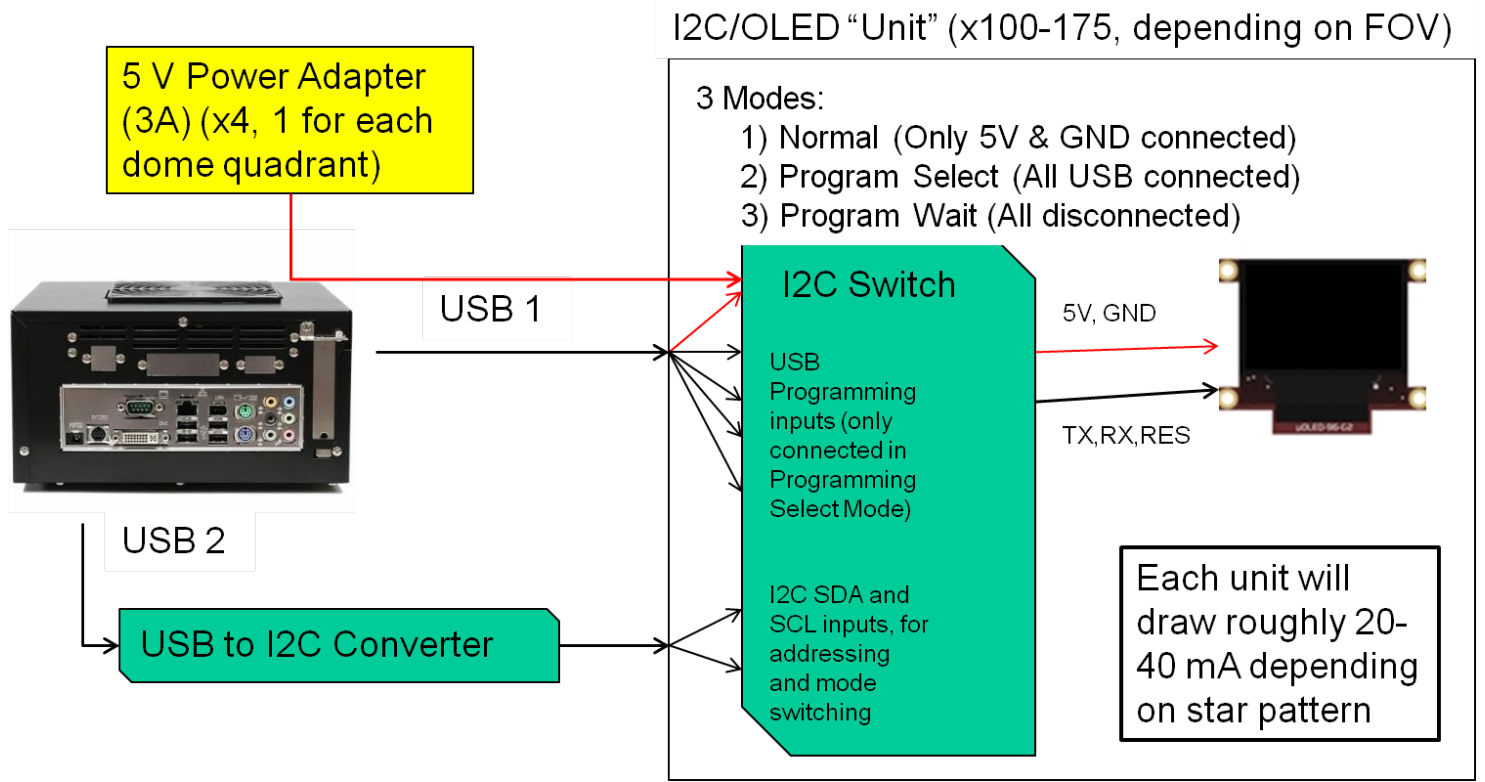 I2C/OLED “Unit” (x100-175, depending on FOV)
5 V Power Adapter
(3A) (x4, 1 for each
dome quadrant)
3 Modes:
1) Normal (Only 5V & GND connected)
2) Program Select (All USB connected)
3) Program Wait (All disconnected)
USB 1
I2C Switch
5V, GND
USB
Programming
inputs (only
connected in
Programming
Select Mode)
TX,RX,RES
µOLED-96-G2
USB 2
USB to I2C Converter
I2C SDA and
SCL inputs, for
addressing
and mode
switching
Each unit will
draw roughly 20-
40 mA depending
on star pattern